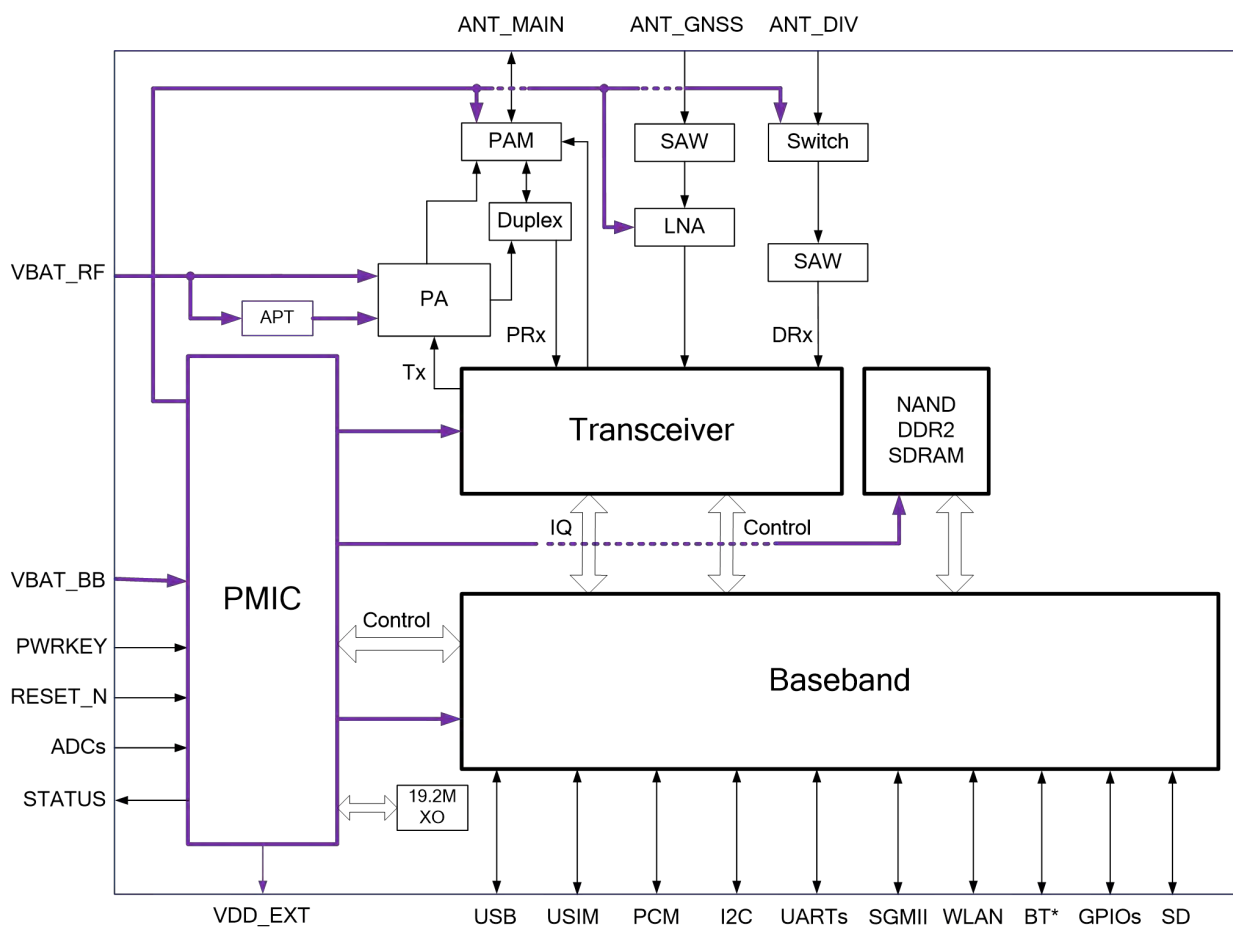 ANT_MAIN ANT_GNSS ANT_DIV
PAM SAW Switch
Duplex LNA
VBAT_RF SAW
PA
APT
PRx DRx
Tx
Transceiver
NAND
DDR2
SDRAM
IQ Control
VBAT_BB
PMIC
Control
PWRKEY
Baseband
RESET_N
ADCs
STATUS
19.2M
XO
VDD_EXT USB USIM PCM I2C UARTs SGMII WLAN BT* GPIOs SD